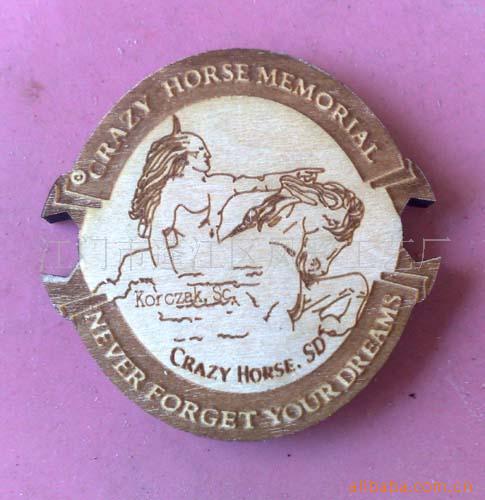 © CRAZY HORSE MEMORIAL
Korczak, Sc.
CRAZY HORSE, SD
NEVER FORGET YOUR DREAMS
alibaba.com.cn